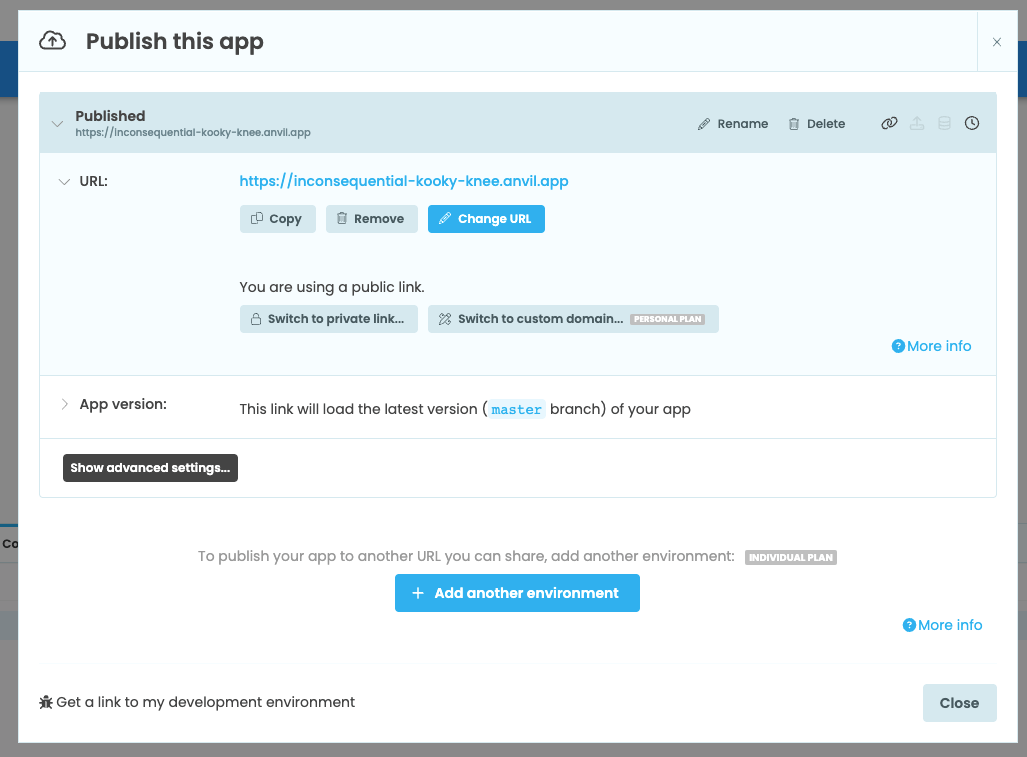 Publish this app
Published
https://inconsequential-kooky-knee.anvil.app
Rename Delete
URL:
https://inconsequential-kooky-knee.anvil.app
Copy Remove Change URL
You are using a public link.
Switch to private link... Switch to custom domain... PERSONAL PLAN
More info
App version:
This link will load the latest version (master branch) of your app
Show advanced settings...
Co
To publish your app to another URL you can share, add another environment: INDIVIDUAL PLAN
+ Add another environment
More info
Get a link to my development environment
Close